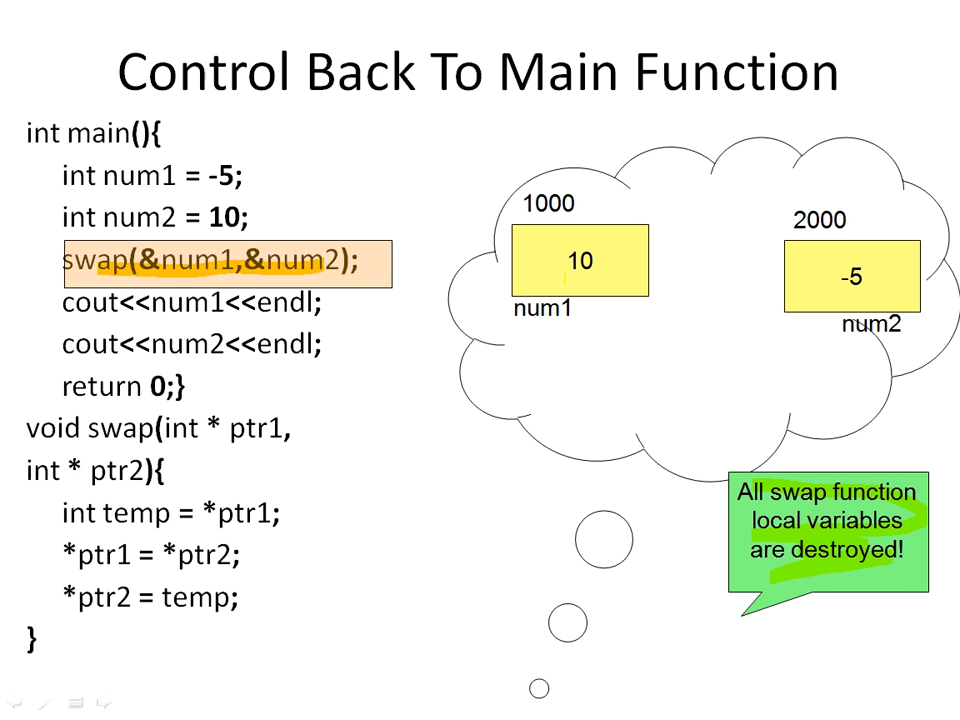 Control Back To Main Function
int main(){
int num1 = -5;
int num2 = 10;
swap(&num1,&num2);
cout<<num1<<endl;
cout<<num2<<endl;
return 0;}
void swap(int * ptr1,
int * ptr2){
int temp = *ptr1;
*ptr1 = *ptr2;
*ptr2 = temp;
}
1000
10
num1
2000
-5
num2
All swap function
local variables
are destroyed!